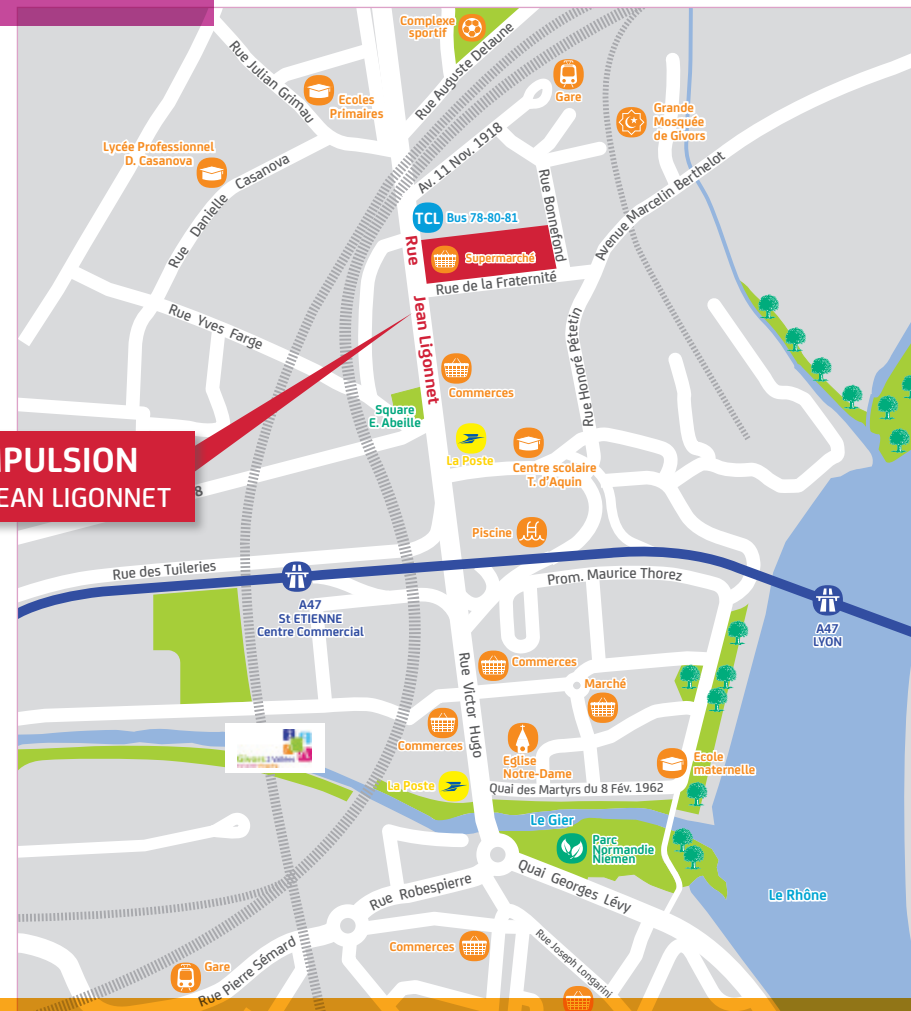 Complexe
sportif
Rue Auguste Delaune
Rue Julian Grimau
Ecoles
Primaires
Gare
Grande
Mosquée
de Givors
Lycée Professionnel
D. Casanova
Rue Danielle Casanova
Av. 11 Nov. 1918
Rue Bonnefond
Avenue Marcelin Berthelot
TCL Bus 78-80-81
Supermarché
Rue Jean Ligonnet
Rue de la Fraternité
Rue Yves Farge
Rue Honoré Pététin
Commerces
Square
E. Abeille
La Poste
Centre scolaire
T. d'Aquin
MPULSION
JEAN LIGONNET
8
Piscine
Rue des Tuileries
Prom. Maurice Thorez
A47
St ETIENNE
Centre Commercial
A47
LYON
Rue Victor Hugo
Commerces
Marché
Commerces
Eglise
Notre-Dame
Ecole
maternelle
La Poste
Quai des Martyrs du 8 Fév. 1962
Le Gier
Parc
Normandie
Niemen
Quai Georges Lévy
Le Rhône
Rue Robespierre
Commerces
Rue Joseph Longarini
Gare
Rue Pierre Sémard